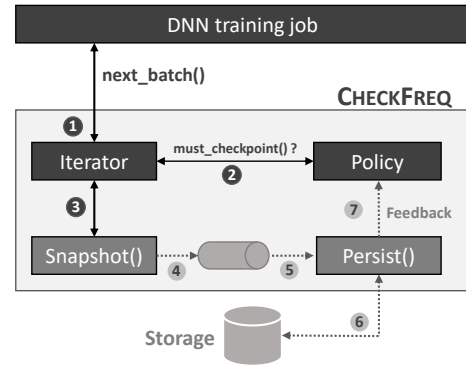 DNN training job
next_batch()
CHECKFREQ
1
must_checkpoint() ?
Iterator
2
Policy
3
7
Feedback
Snapshot()
4
5
Persist()
6
Storage